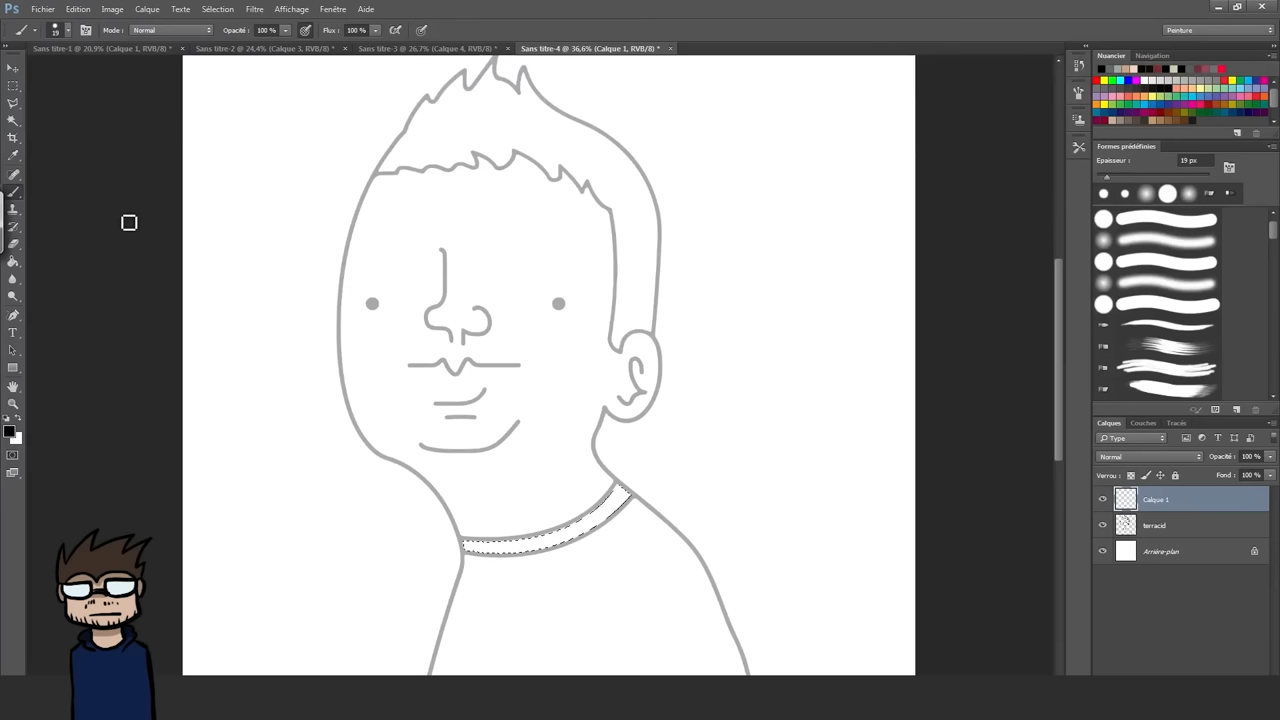 Ps Fichier Edition Image Calque Texte Sélection Filtre Affichage Fenêtre Aide
19 Mode : Normal Opacité : 100 % Flux : 100 % Peinture
Sans titre-1 @ 20,9% (Calque 1, RVB/8) * × Sans titre-2 @ 24,4% (Calque 3, RVB/8) * × Sans titre-3 @ 26,7% (Calque 4, RVB/8) * × Sans titre-4 @ 36,6% (Calque 1, RVB/8) * ×
Nuancier Navigation
Formes prédéfinies
Epaisseur : 19 px
Calques Couches Tracés
Type
Normal Opacité : 100 %
Verrou : Fond : 100 %
Calque 1
terracid
Arrière-plan